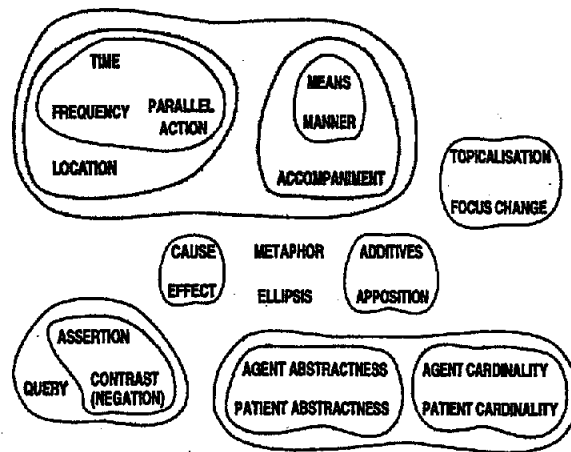 TIME
FREQUENCY
PARALLEL
ACTION
LOCATION
MEANS
MANNER
ACCOMPANIMENT
TOPICALISATION
FOCUS CHANGE
CAUSE
EFFECT
METAPHOR
ELLIPSIS
ADDITIVES
APPOSITION
ASSERTION
QUERY
CONTRAST
(NEGATION)
AGENT ABSTRACTNESS
PATIENT ABSTRACTNESS
AGENT CARDINALITY
PATIENT CARDINALITY